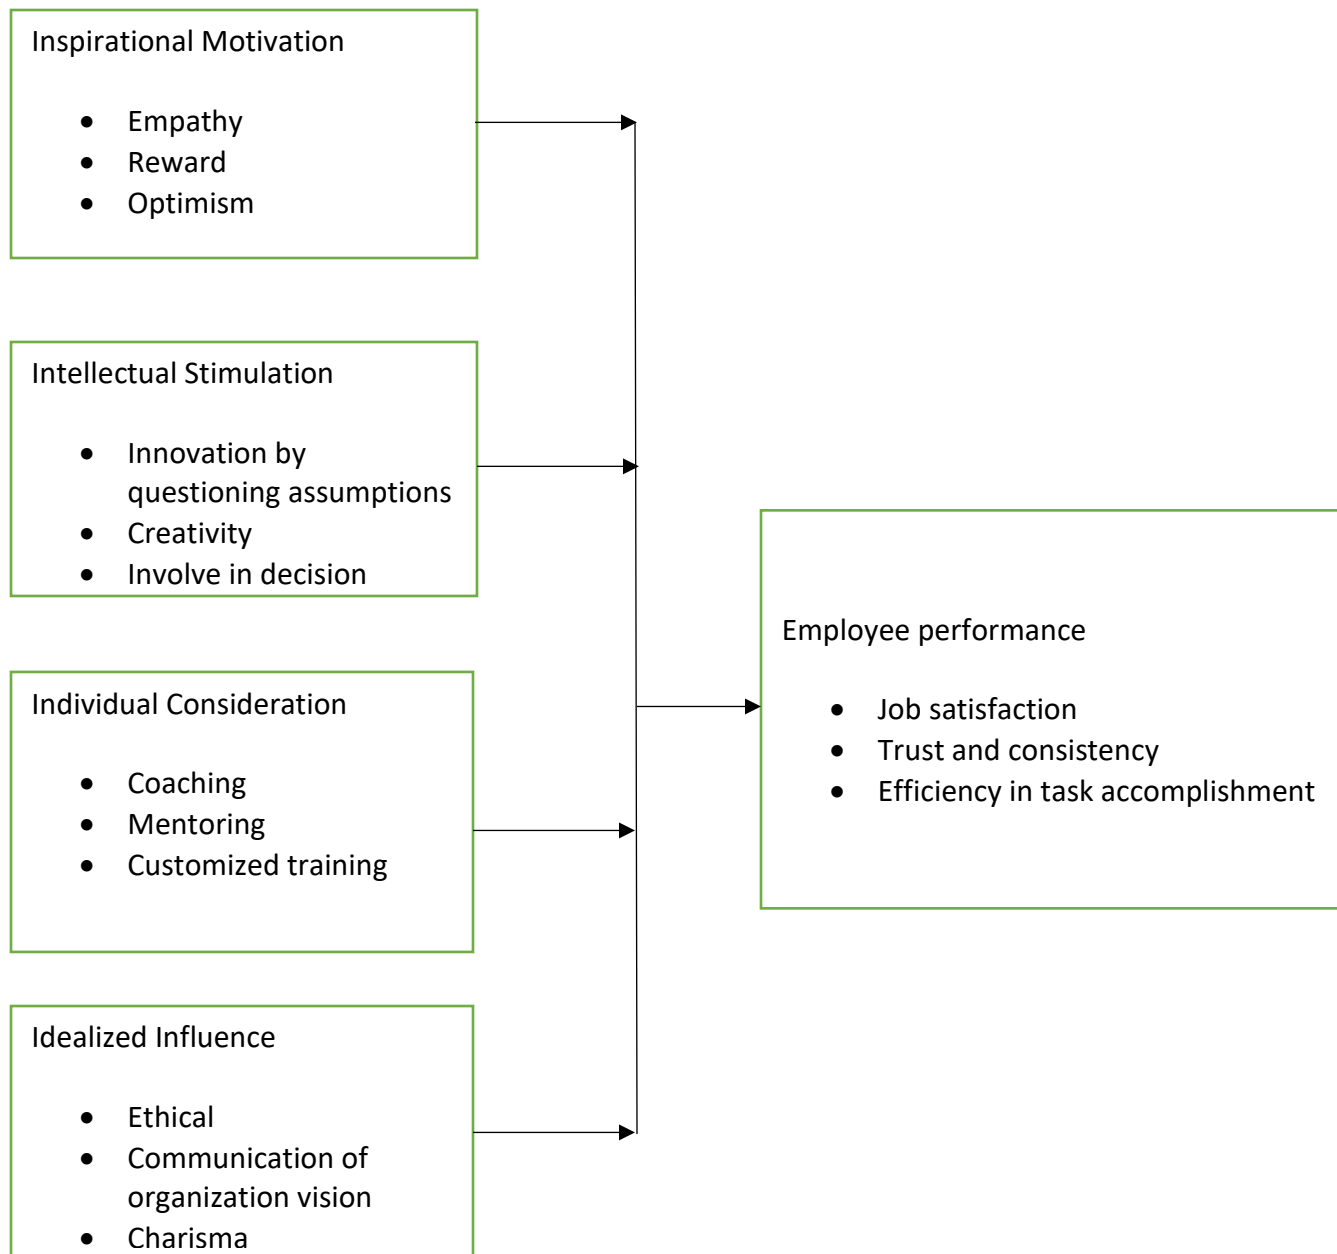 Inspirational Motivation
• Empathy
• Reward
• Optimism
Intellectual Stimulation
• Innovation by
questioning assumptions
• Creativity
• Involve in decision
Individual Consideration
• Coaching
• Mentoring
• Customized training
Idealized Influence
• Ethical
• Communication of
organization vision
• Charisma
Employee performance
• Job satisfaction
• Trust and consistency
• Efficiency in task accomplishment